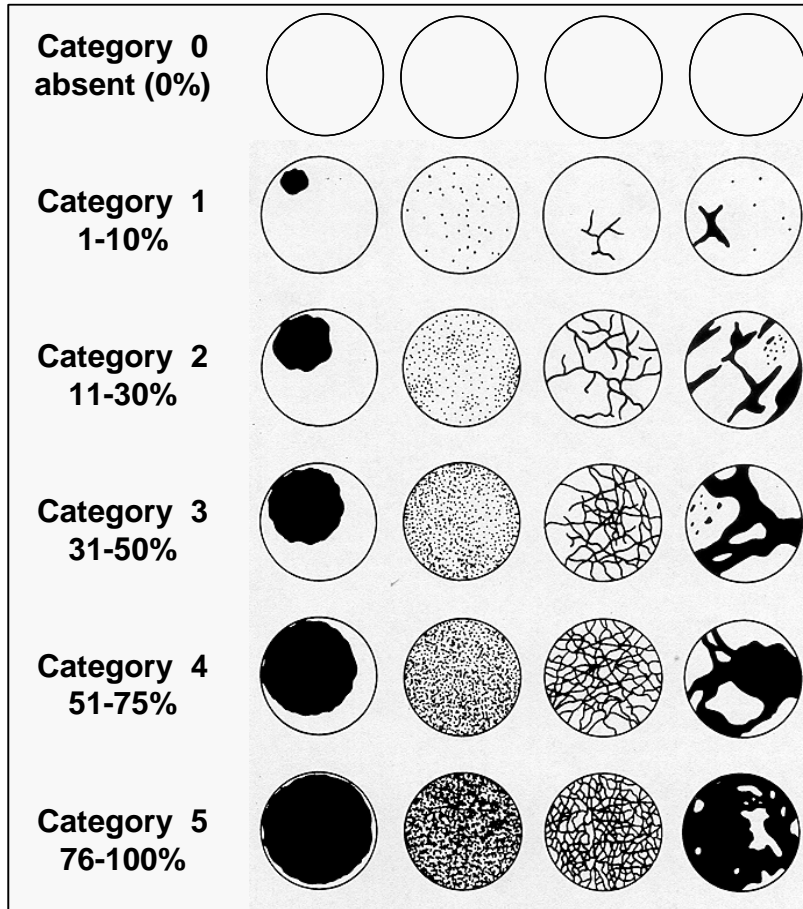 Category 0
absent (0%)
Category 1
1-10%
Category 2
11-30%
Category 3
31-50%
Category 4
51-75%
Category 5
76-100%